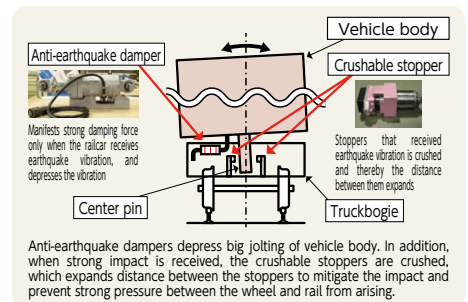 Vehicle body
Anti-earthquake damper
Crushable stopper
Manifests strong damping force
only when the railcar receives
earthquake vibration, and
depresses the vibration
Stoppers that received
earthquake vibration is crushed
and thereby the distance
between them expands
Center pin
Truckbogie
Anti-earthquake dampers depress big jolting of vehicle body. In addition,
when strong impact is received, the crushable stoppers are crushed,
which expands distance between the stoppers to mitigate the impact and
prevent strong pressure between the wheel and rail from arising.